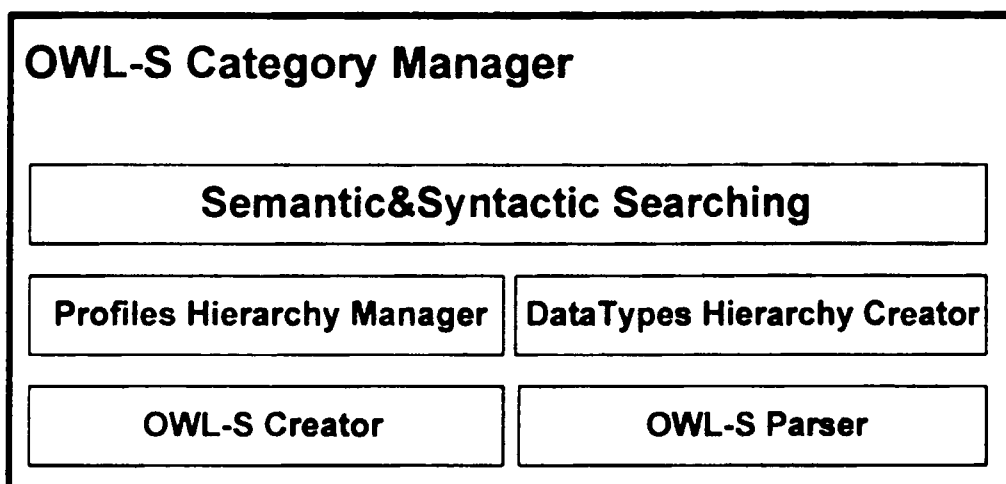 OWL-S Category Manager
Semantic&Syntactic Searching
Profiles Hierarchy Manager
DataTypes Hierarchy Creator
OWL-S Creator
OWL-S Parser